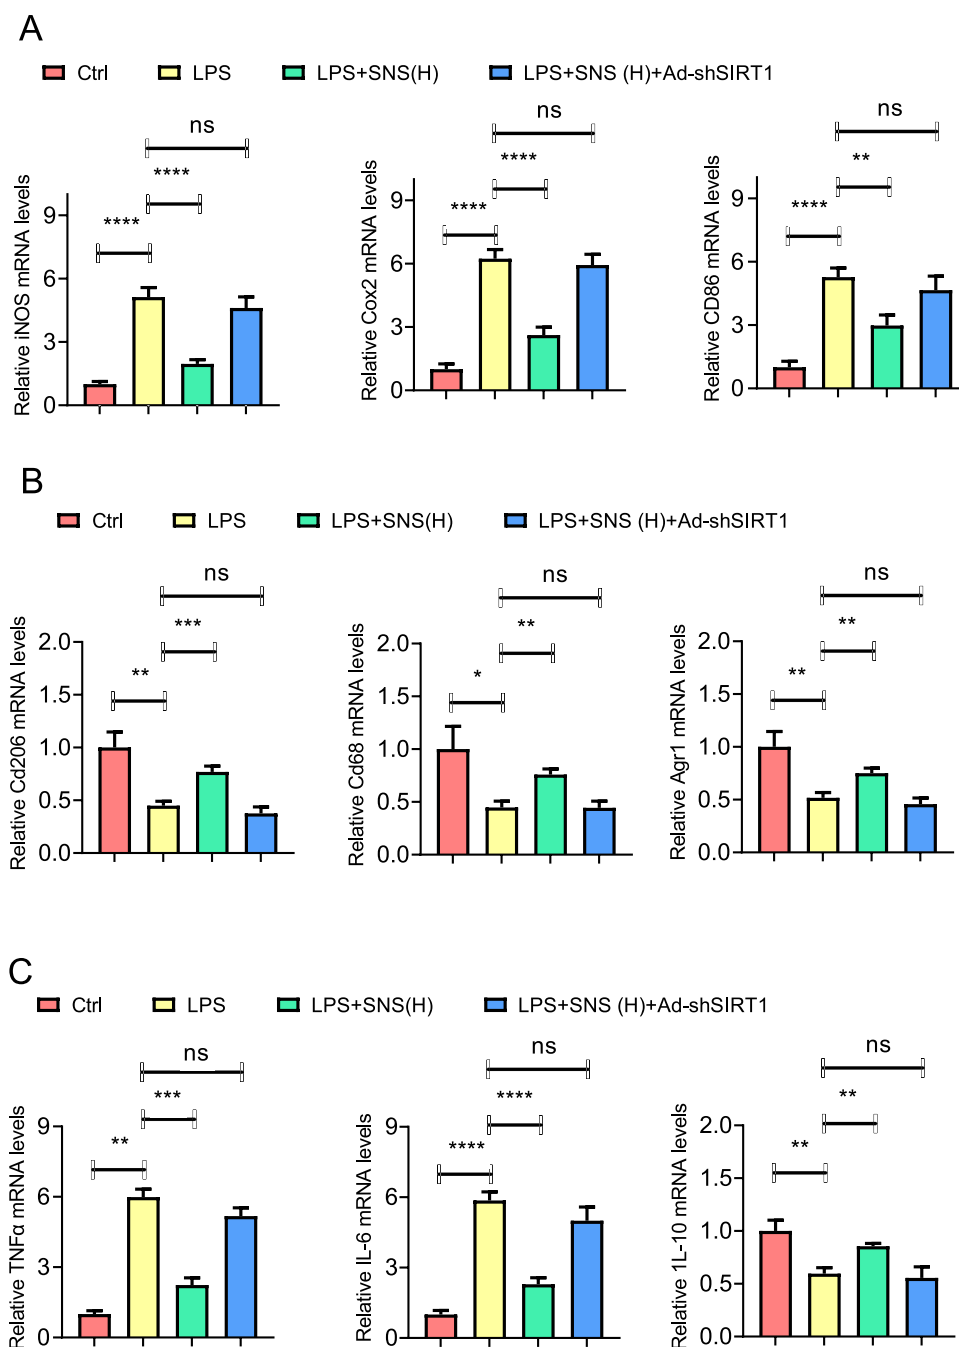 A
Ctrl LPS LPS+SNS(H) LPS+SNS (H)+Ad-shSIRT1
Relative iNOS mRNA levels
9
6
3
0
****
****
ns
Relative Cox2 mRNA levels
9
6
3
0
****
****
ns
Relative CD86 mRNA levels
9
6
3
0
****
**
ns
B
Ctrl LPS LPS+SNS(H) LPS+SNS (H)+Ad-shSIRT1
Relative Cd206 mRNA levels
2.0
1.5
1.0
0.5
0.0
**
***
ns
Relative Cd68 mRNA levels
2.0
1.5
1.0
0.5
0.0
*
**
ns
Relative Agr1 mRNA levels
2.0
1.5
1.0
0.5
0.0
**
**
ns
C
Ctrl LPS LPS+SNS(H) LPS+SNS (H)+Ad-shSIRT1
Relative TNFα mRNA levels
9
6
3
0
**
***
ns
Relative IL-6 mRNA levels
9
6
3
0
****
****
ns
Relative 1L-10 mRNA levels
2.0
1.5
1.0
0.5
0.0
**
**
ns